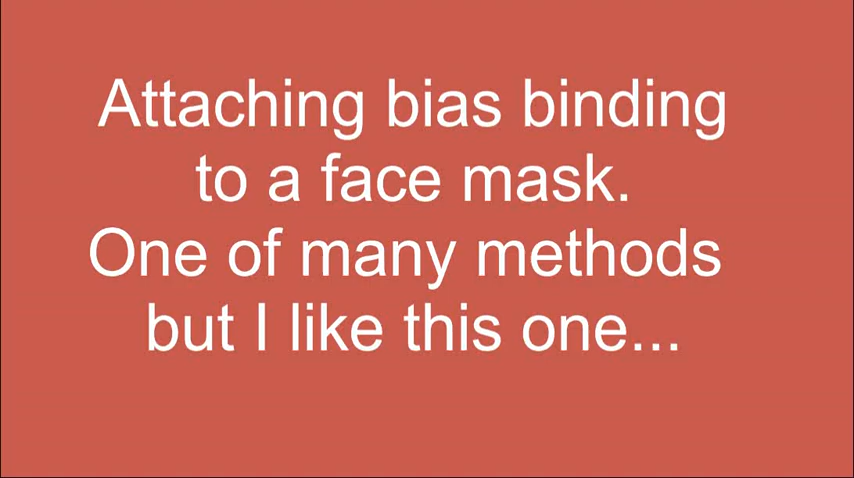 Attaching bias binding
to a face mask.
One of many methods
but I like this one...